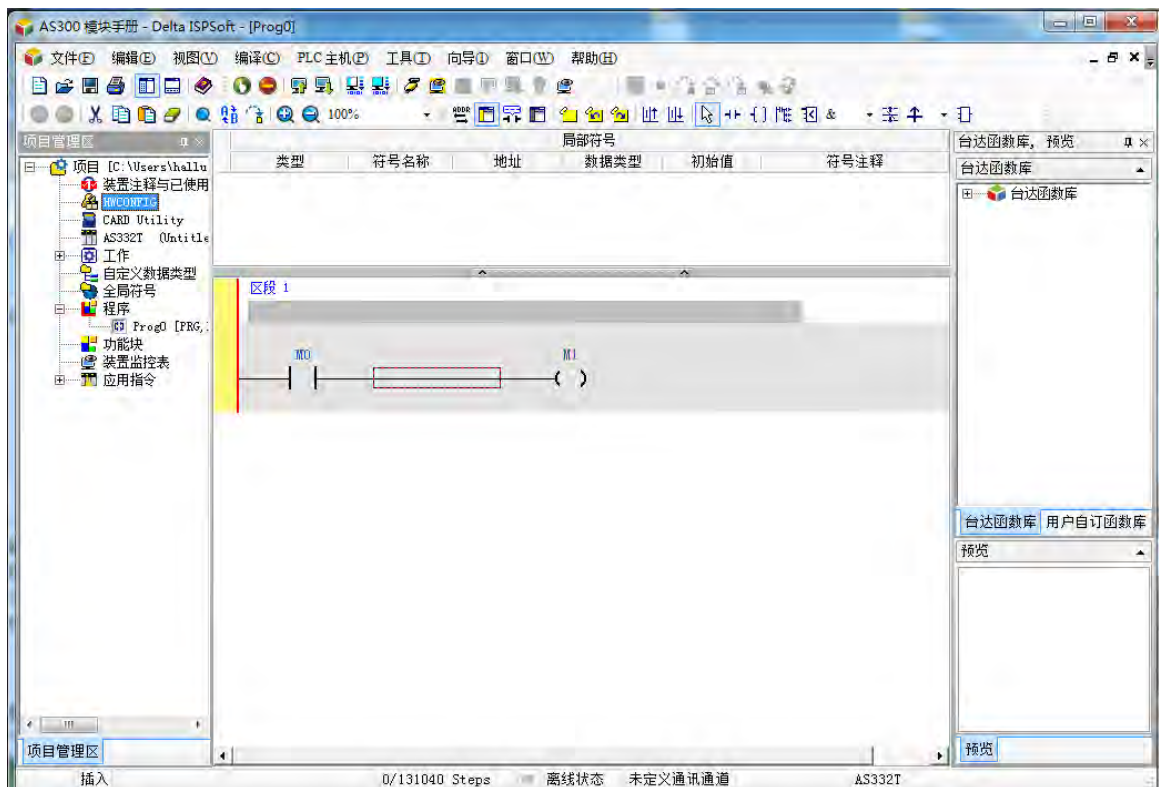 AS300 模块手册 - Delta ISPSoft - [Prog0]
文件(F) 编辑(E) 视图(V) 编译(C) PLC 主机(P) 工具(T) 向导(I) 窗口(W) 帮助(H)
100%
项目管理区
项目 [C:\Users\hallu
装置注释与已使用
HWCONFIG
CARD Utility
AS332T (Untitle
工作
自定义数据类型
全局符号
程序
Prog0 [PRG,
功能块
装置监控表
应用指令
项目管理区
局部符号
类型 符号名称 地址 数据类型 初始值 符号注释
区段 1
M0 M1
台达函数库, 预览
台达函数库
台达函数库
台达函数库 用户自订函数库
预览
预览
插入 0/131040 Steps 离线状态 未定义通讯通道 AS332T